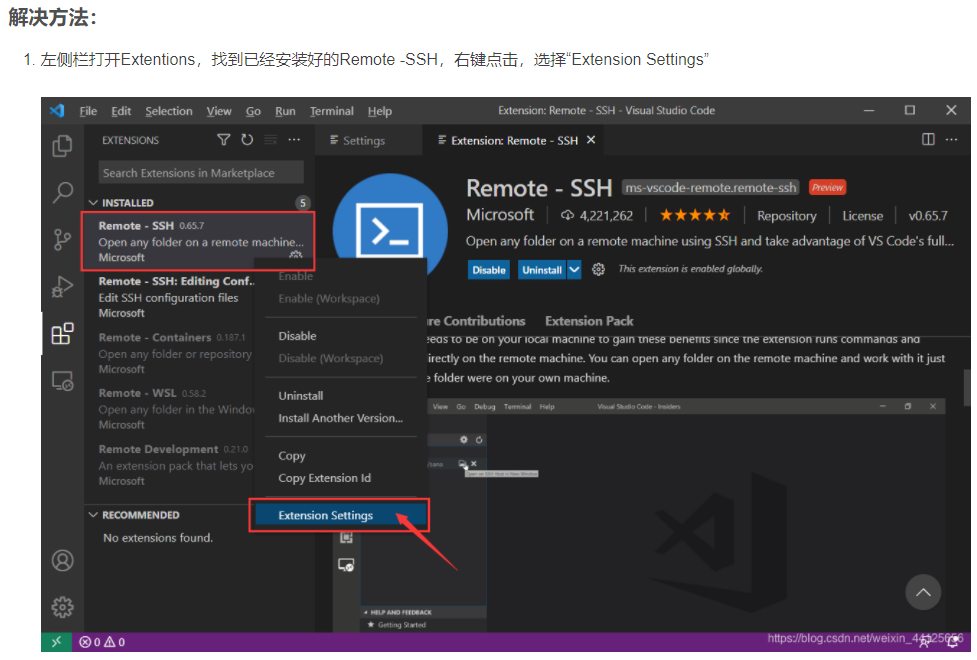 解决方法：
1. 左侧栏打开Extentions，找到已经安装好的Remote -SSH，右键点击，选择“Extension Settings”
File Edit Selection View Go Run Terminal Help
Extension: Remote - SSH - Visual Studio Code
EXTENSIONS
Settings
Extension: Remote - SSH
Search Extensions in Marketplace
INSTALLED
5
Remote - SSH 0.65.7
Open any folder on a remote machine...
Microsoft
Remote - SSH: Editing Conf..
Edit SSH configuration files
Microsoft
Remote - Containers 0.187.1
Open any folder or repository
Microsoft
Remote - WSL 0.58.2
Open any folder in the Window
Microsoft
Remote Development 0.21.0
An extension pack that lets yo
Microsoft
RECOMMENDED
No extensions found.
Enable
Enable (Workspace)
Disable
Disable (Workspace)
Uninstall
Install Another Version...
Copy
Copy Extension Id
Extension Settings
Remote - SSH ms-vscode-remote.remote-ssh Preview
Microsoft 4,221,262 Repository License v0.65.7
Open any folder on a remote machine using SSH and take advantage of VS Code's full...
Disable Uninstall This extension is enabled globally.
re Contributions Extension Pack
eeds to be on your local machine to gain these benefits since the extension runs commands and
directly on the remote machine. You can open any folder on the remote machine and work with it just
e folder were on your own machine.
View Go Debug Terminal Help
Visual Studio Code - Insiders
Open on SSH Host in New Window
HELP AND FEEDBACK
Getting Started
0 0